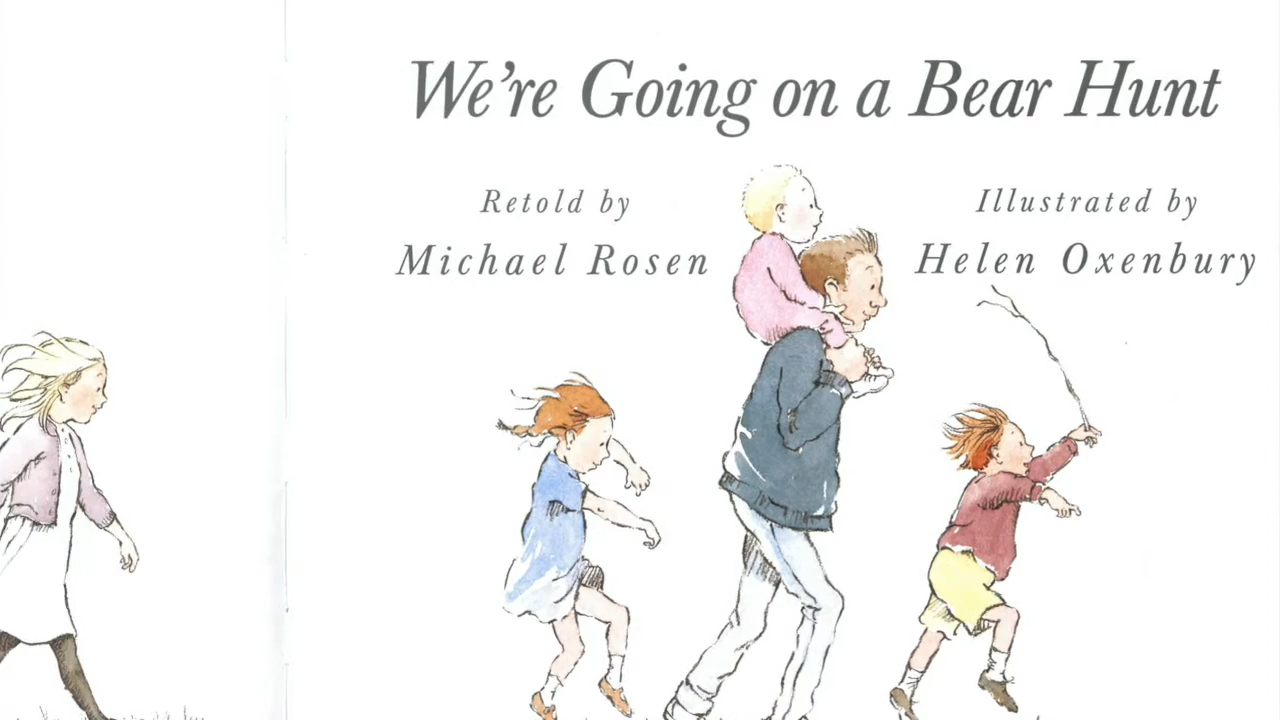 We're Going on a Bear Hunt
Retold by
Michael Rosen
Illustrated by
Helen Oxenbury